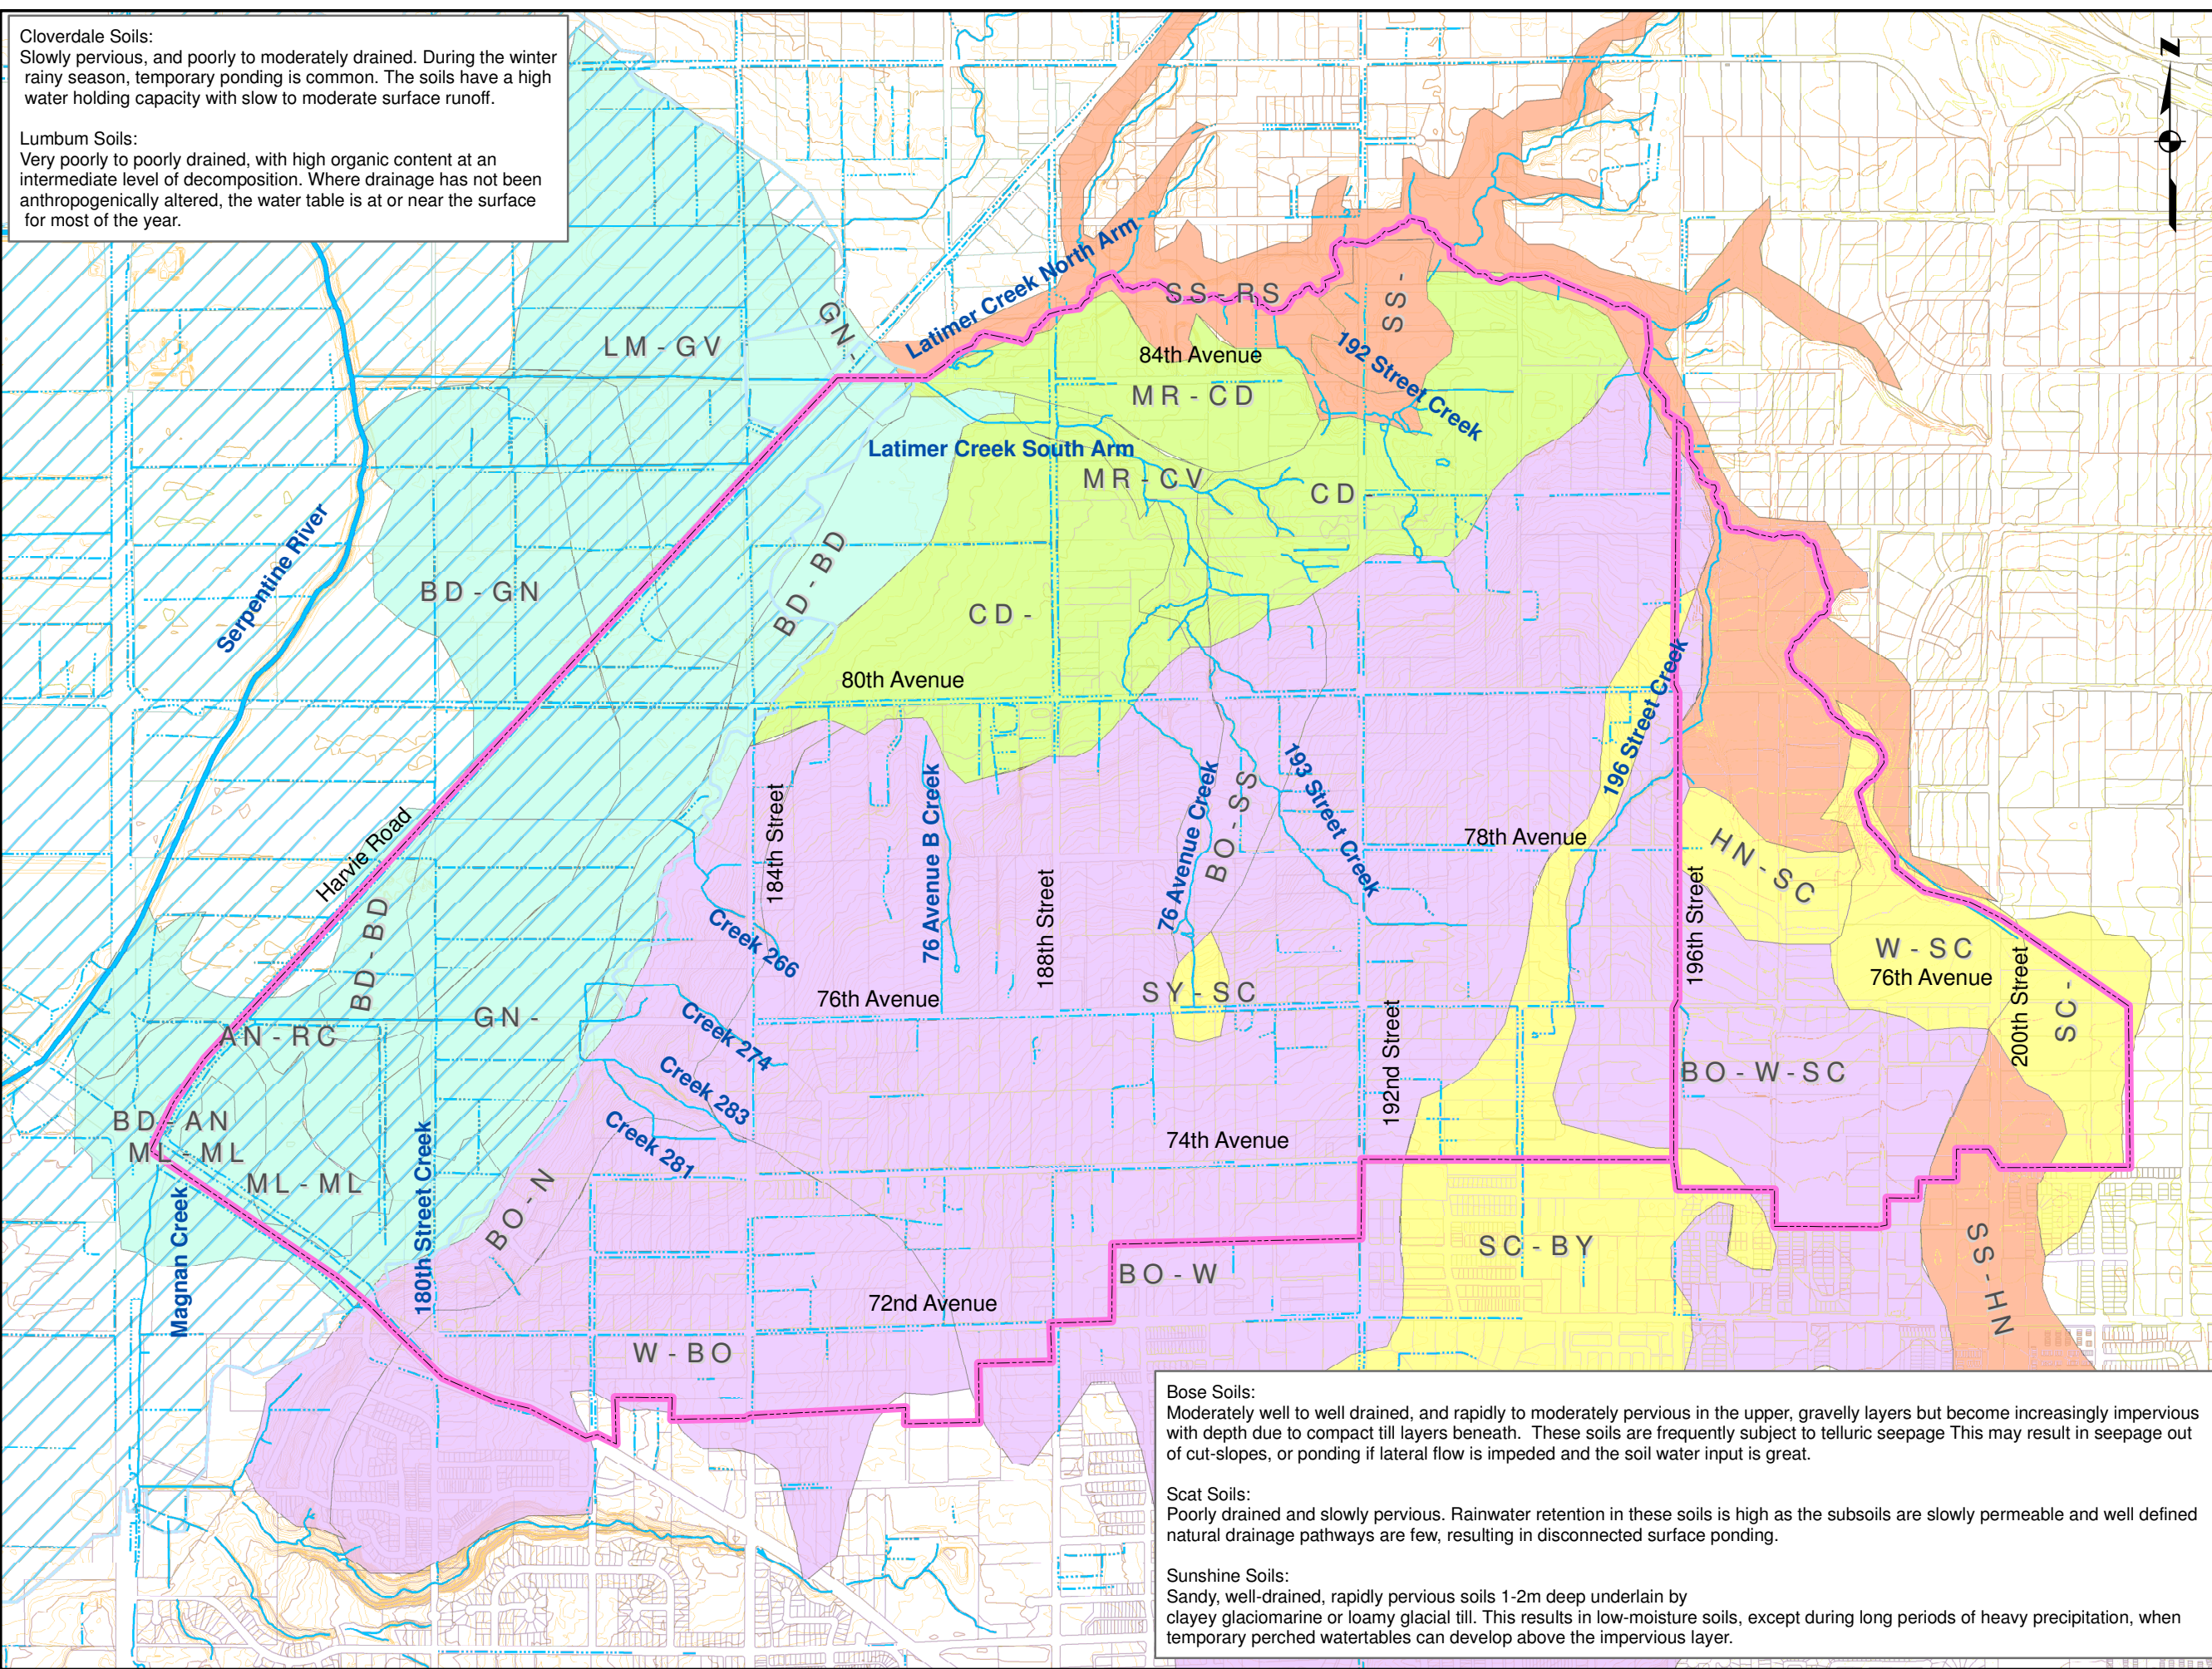 Cloverdale Soils:
Slowly pervious, and poorly to moderately drained. During the winter
rainy season, temporary ponding is common. The soils have a high
water holding capacity with slow to moderate surface runoff.
Lumbum Soils:
Very poorly to poorly drained, with high organic content at an
intermediate level of decomposition. Where drainage has not been
anthropogenically altered, the water table is at or near the surface
for most of the year.
N
Latimer Creek North Arm
SS - RS
SS -
GN -
LM - GV
84th Avenue
192 Street Creek
MR - CD
Latimer Creek South Arm
MR - CV
CD -
Serpentine River
BD - GN
BD - BD
CD -
80th Avenue
196 Street Creek
193 Street Creek
76 Avenue Creek
BO - SS
76 Avenue B Creek
184th Street
78th Avenue
Harvie Road
HN - SC
188th Street
196th Street
BD - BD
Creek 266
W - SC
76th Avenue
200th Street
SC -
SY - SC
76th Avenue
GN -
AN - RC
Creek 274
192nd Street
BO - W - SC
Creek 283
BD - AN
ML - ML
ML - ML
Creek 281
74th Avenue
180th Street Creek
Magnan Creek
BO - N
SC - BY
SS - HN
BO - W
72nd Avenue
W - BO
Bose Soils:
Moderately well to well drained, and rapidly to moderately pervious in the upper, gravelly layers but become increasingly impervious
with depth due to compact till layers beneath. These soils are frequently subject to telluric seepage This may result in seepage out
of cut-slopes, or ponding if lateral flow is impeded and the soil water input is great.
Scat Soils:
Poorly drained and slowly pervious. Rainwater retention in these soils is high as the subsoils are slowly permeable and well defined
natural drainage pathways are few, resulting in disconnected surface ponding.
Sunshine Soils:
Sandy, well-drained, rapidly pervious soils 1-2m deep underlain by
clayey glaciomarine or loamy glacial till. This results in low-moisture soils, except during long periods of heavy precipitation, when
temporary perched watertables can develop above the impervious layer.